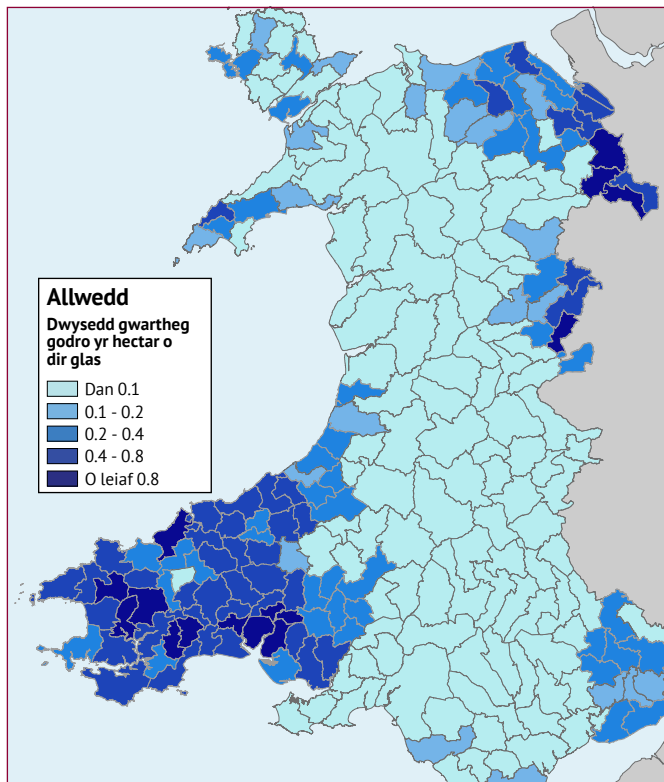 Allwedd
Dwysedd gwartheg
godro yr hectar o
dir glas
Dan 0.1
0.1 - 0.2
0.2 - 0.4
0.4 - 0.8
O leiaf 0.8